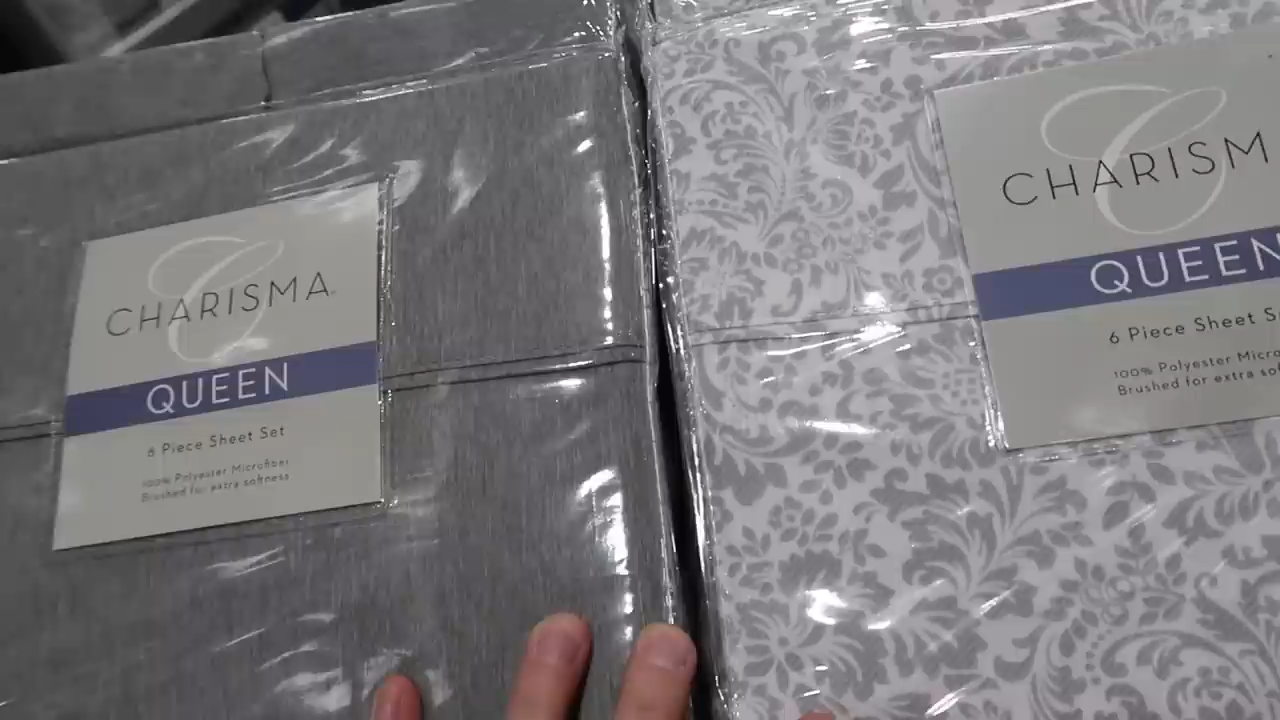 CHARISMA
QUEEN
6 Piece Sheet Set
100% Polyester Microfiber
Brushed for extra softness
CHARISM
QUEEN
6 Piece Sheet S
100% Polyester Micro
Brushed for extra sof